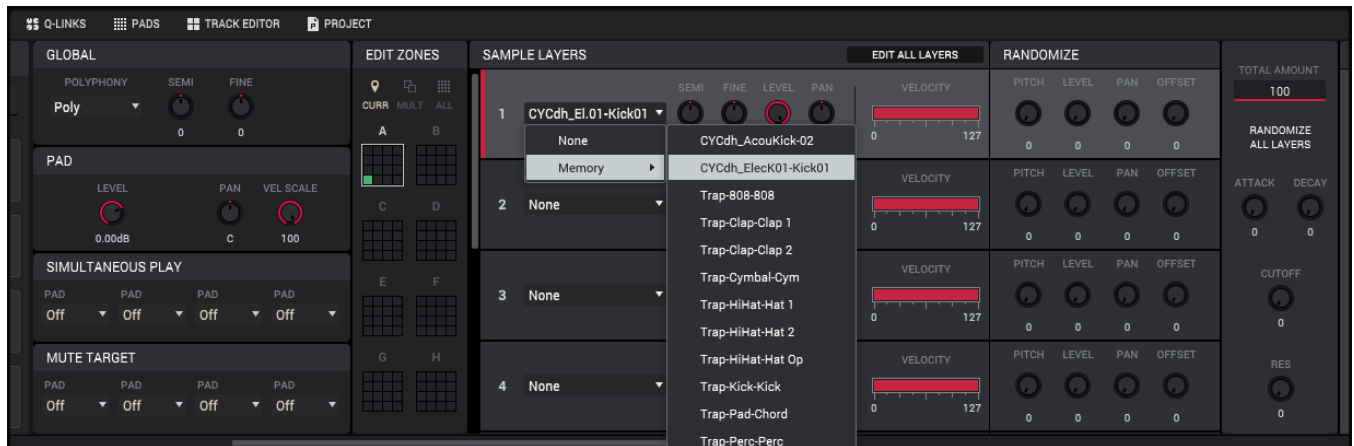 Q-LINKS PADS TRACK EDITOR PROJECT
GLOBAL
POLYPHONY SEMI FINE
Poly
0 0
PAD
LEVEL PAN VEL SCALE
0.00dB C 100
SIMULTANEOUS PLAY
PAD PAD PAD PAD
Off Off Off Off
MUTE TARGET
PAD PAD PAD PAD
Off Off Off Off
EDIT ZONES
CURR MULT ALL
A B
C D
E F
G H
SAMPLE LAYERS EDIT ALL LAYERS
SEMI FINE LEVEL PAN VELOCITY
1 CYCdh_El.01-Kick01
0 127
None
Memory
CYCdh_AcouKick-02
CYCdh_ElecK01-Kick01
Trap-808-808
Trap-Clap-Clap 1
Trap-Clap-Clap 2
Trap-Cymbal-Cym
Trap-HiHat-Hat 1
Trap-HiHat-Hat 2
Trap-HiHat-Hat Op
Trap-Kick-Kick
Trap-Pad-Chord
Trap-Perc-Perc
VELOCITY
2 None
0 127
VELOCITY
3 None
0 127
VELOCITY
4 None
0 127
RANDOMIZE
PITCH LEVEL PAN OFFSET
0 0 0 0
PITCH LEVEL PAN OFFSET
0 0 0 0
PITCH LEVEL PAN OFFSET
0 0 0 0
PITCH LEVEL PAN OFFSET
0 0 0 0
TOTAL AMOUNT
100
RANDOMIZE
ALL LAYERS
ATTACK DECAY
0 0
CUTOFF
0
RES
0